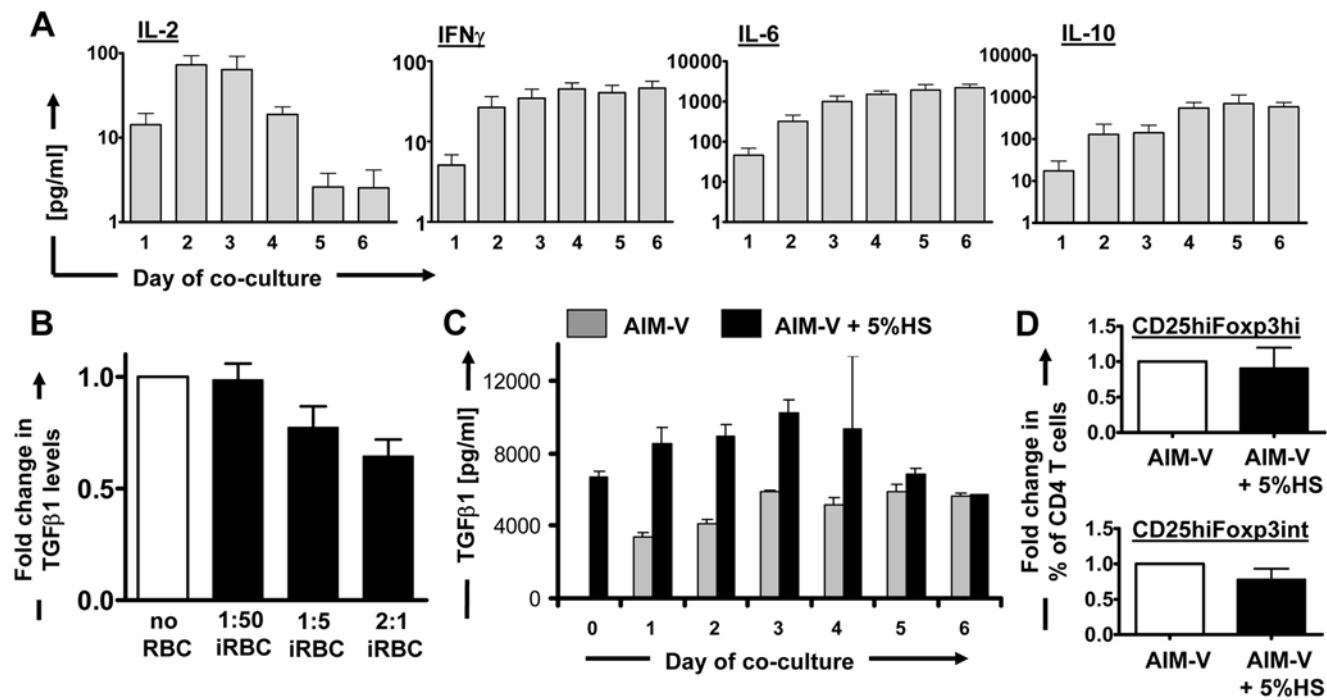 A
IL-2
IFNγ
IL-6
IL-10
[pg/ml]
100
10
1
1 2 3 4 5 6
100
10
1
1 2 3 4 5 6
10000
1000
100
10
1
1 2 3 4 5 6
10000
1000
100
10
1
1 2 3 4 5 6
Day of co-culture
B
Fold change in
TGFβ1 levels
1.0
0.5
0.0
no 1:50 1:5 2:1
RBC iRBC iRBC iRBC
C
AIM-V AIM-V + 5%HS
TGFβ1 [pg/ml]
12000
8000
4000
0
0 1 2 3 4 5 6
Day of co-culture
D
Fold change in
% of CD4 T cells
CD25hiFoxp3hi
1.5
1.0
0.5
0.0
AIM-V AIM-V
+ 5%HS
CD25hiFoxp3int
1.5
1.0
0.5
0.0
AIM-V AIM-V
+ 5%HS